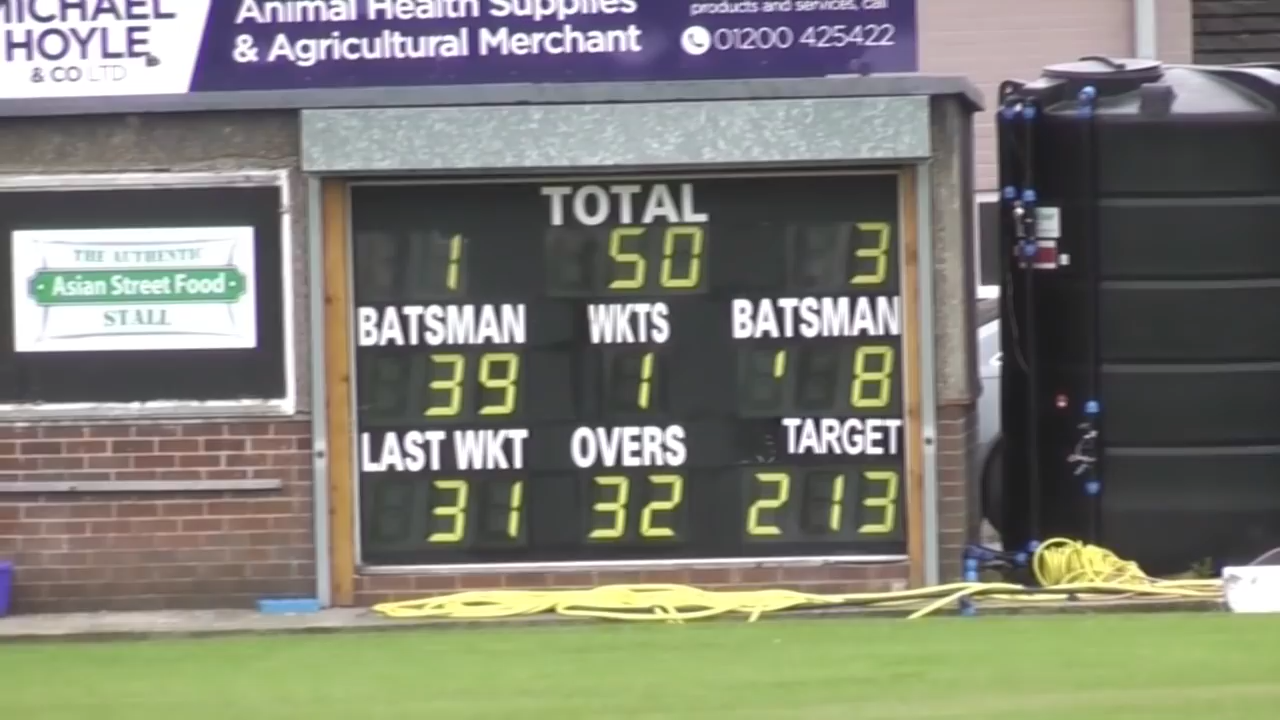 MICHAEL
HOYLE
& CO LTD
Animal Health Supplies
& Agricultural Merchant
products and services, call
01200 425422
THE AUTHENTIC
Asian Street Food
STALL
TOTAL
1 50 3
BATSMAN WKTS BATSMAN
39 1 ' 8
LAST WKT OVERS TARGET
31 32 213